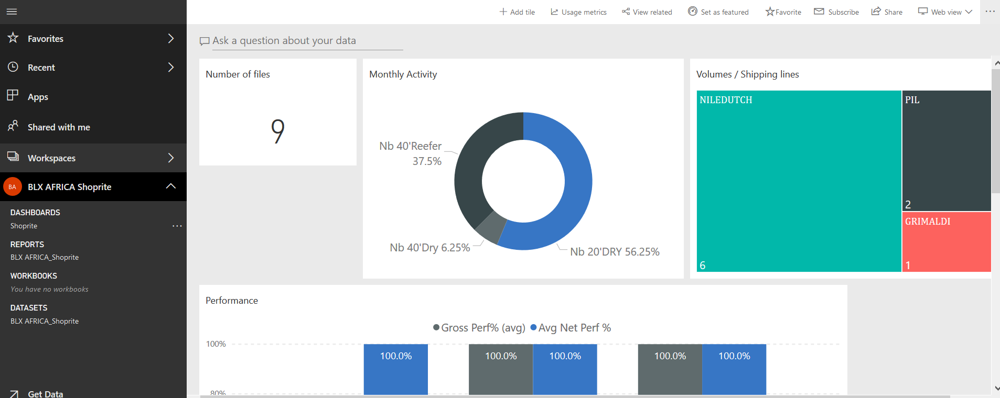 Add tile
Usage metrics
View related
Set as featured
Favorite
Subscribe
Share
Web view
Favorites
Recent
Apps
Shared with me
Workspaces
BA
BLX AFRICA Shoprite
DASHBOARDS
Shoprite
REPORTS
BLX AFRICA_Shoprite
WORKBOOKS
You have no workbooks
DATASETS
BLX AFRICA_Shoprite
Get Data
Ask a question about your data
Number of files
9
Monthly Activity
Nb 40'Reefer
37.5%
Nb 40'Dry 6.25%
Nb 20'DRY 56.25%
Volumes / Shipping lines
NILEDUTCH
6
PIL
2
GRIMALDI
1
Performance
Gross Perf% (avg)
Avg Net Perf %
100%
100.0%
100.0%
100.0%
100.0%
100.0%
80%